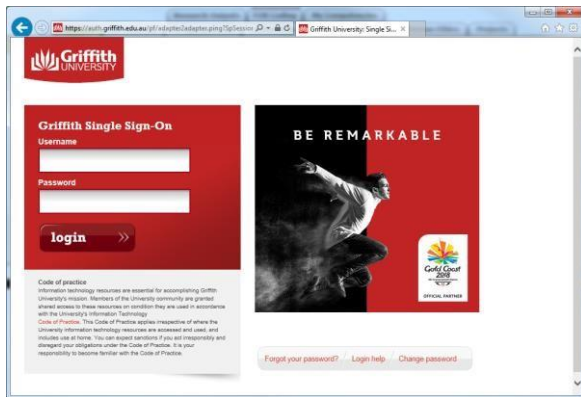 https://auth.griffith.edu.au/pf/adapter2adapter.ping?SpSession
Griffith University: Single Si...
Griffith
UNIVERSITY
Griffith Single Sign-On
Username
Password
login »
BE REMARKABLE
Gold Coast
2018
OFFICIAL PARTNER
Code of practice
Information technology resources are essential for accomplishing Griffith
University's mission. Members of the University community are granted
shared access to these resources on condition they are used in accordance
with the University's Information Technology
Code of Practice. This Code of Practice applies irrespective of where the
University information technology resources are accessed and used, and
includes use at home. You can expect sanctions if you act irresponsibly and
disregard your obligations under the Code of Practice. It is your
responsibility to become familiar with the Code of Practice.
Forgot your password? Login help Change password